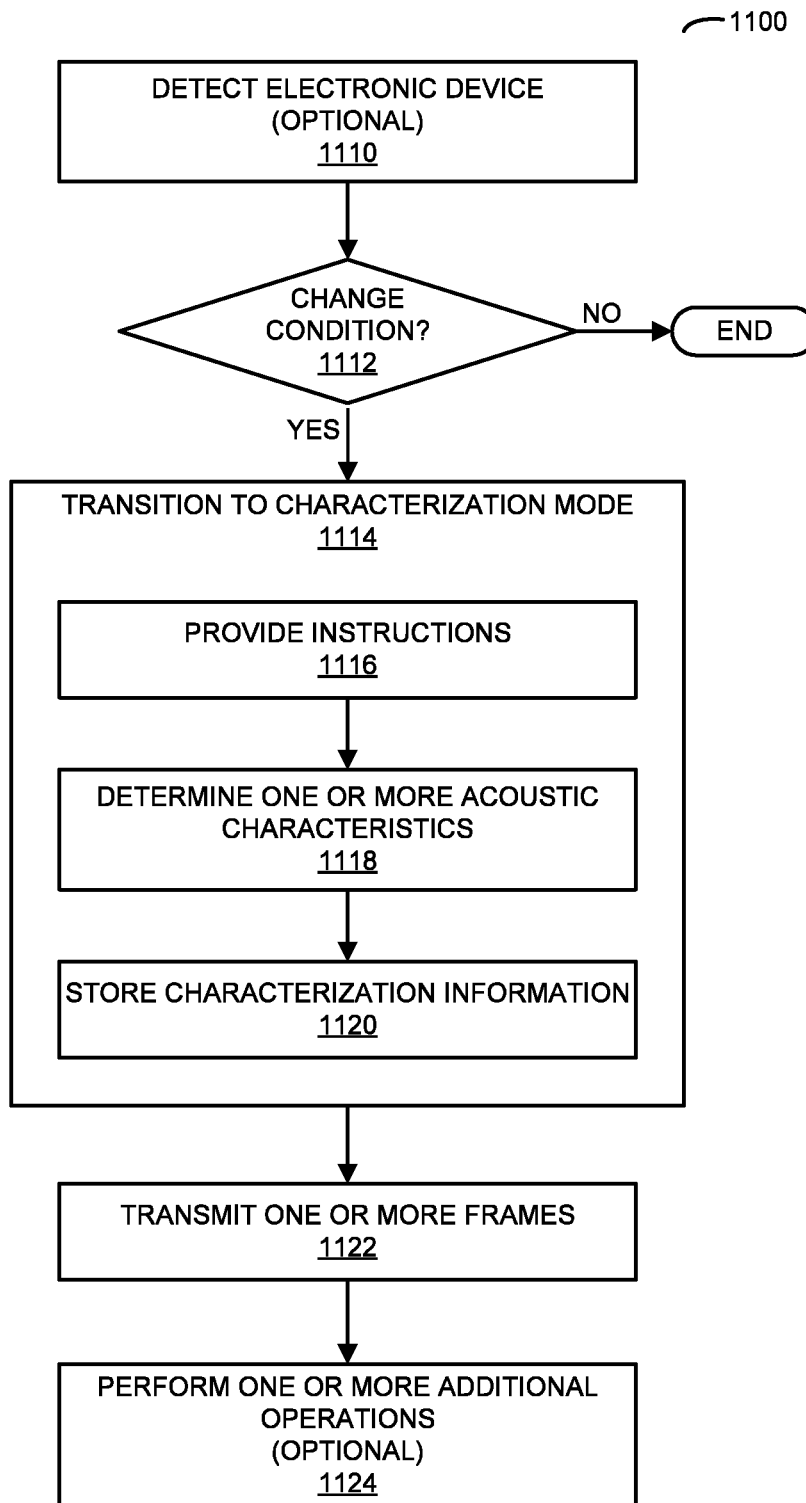 1100
DETECT ELECTRONIC DEVICE
(OPTIONAL)
1110
CHANGE
CONDITION?
1112
NO
END
YES
TRANSITION TO CHARACTERIZATION MODE
1114
PROVIDE INSTRUCTIONS
1116
DETERMINE ONE OR MORE ACOUSTIC
CHARACTERISTICS
1118
STORE CHARACTERIZATION INFORMATION
1120
TRANSMIT ONE OR MORE FRAMES
1122
PERFORM ONE OR MORE ADDITIONAL
OPERATIONS
(OPTIONAL)
1124